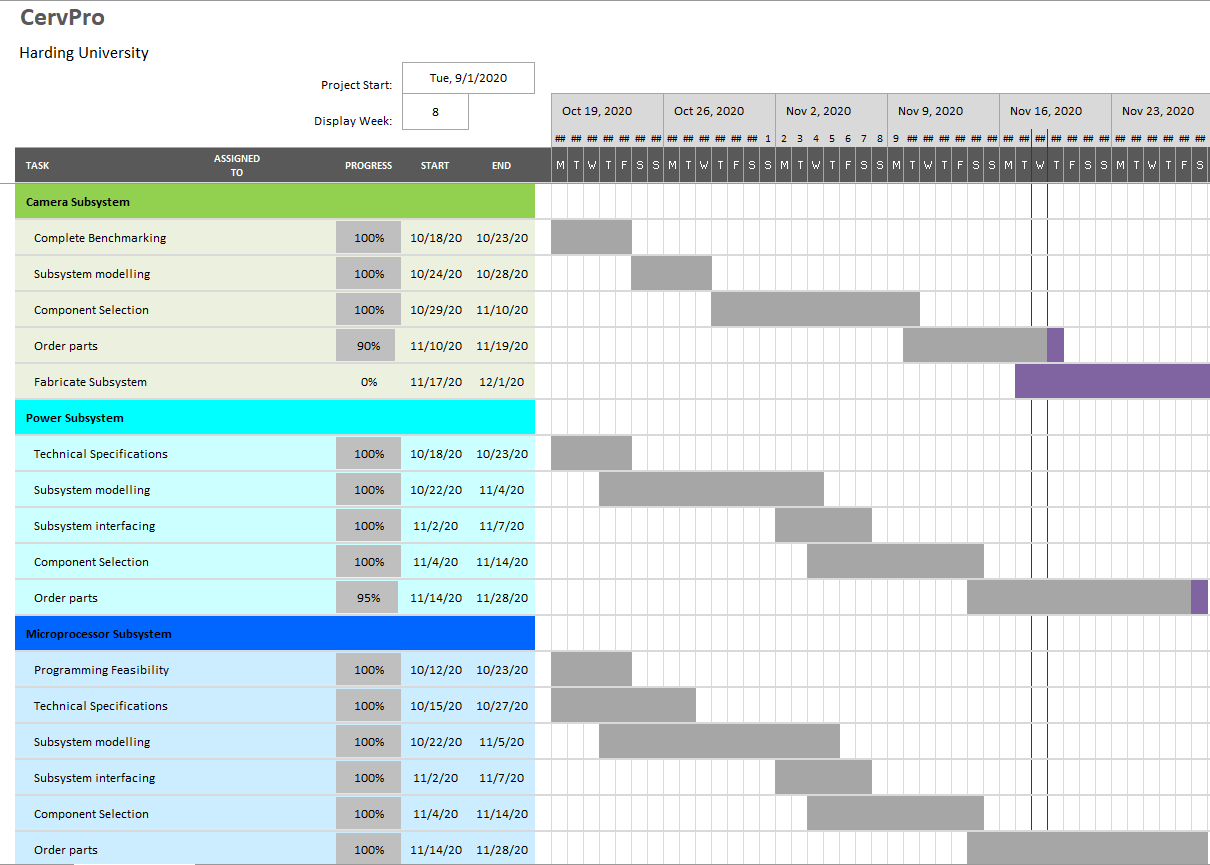 CervPro
Harding University
Project Start: Tue, 9/1/2020
Display Week: 8
Oct 19, 2020 Oct 26, 2020 Nov 2, 2020 Nov 9, 2020 Nov 16, 2020 Nov 23, 2020
## ## ## ## ## ## ## ## ## ## ## ## ## 1 2 3 4 5 6 7 8 9 ## ## ## ## ## ## ## ## ## ## ## ## ## ## ## ## ## ## ##
TASK ASSIGNED TO PROGRESS START END M T W T F S S M T W T F S S M T W T F S S M T W T F S S M T W T F S S M T W T F S
Camera Subsystem
Complete Benchmarking 100% 10/18/20 10/23/20
Subsystem modelling 100% 10/24/20 10/28/20
Component Selection 100% 10/29/20 11/10/20
Order parts 90% 11/10/20 11/19/20
Fabricate Subsystem 0% 11/17/20 12/1/20
Power Subsystem
Technical Specifications 100% 10/18/20 10/23/20
Subsystem modelling 100% 10/22/20 11/4/20
Subsystem interfacing 100% 11/2/20 11/7/20
Component Selection 100% 11/4/20 11/14/20
Order parts 95% 11/14/20 11/28/20
Microprocessor Subsystem
Programming Feasibility 100% 10/12/20 10/23/20
Technical Specifications 100% 10/15/20 10/27/20
Subsystem modelling 100% 10/22/20 11/5/20
Subsystem interfacing 100% 11/2/20 11/7/20
Component Selection 100% 11/4/20 11/14/20
Order parts 100% 11/14/20 11/28/20